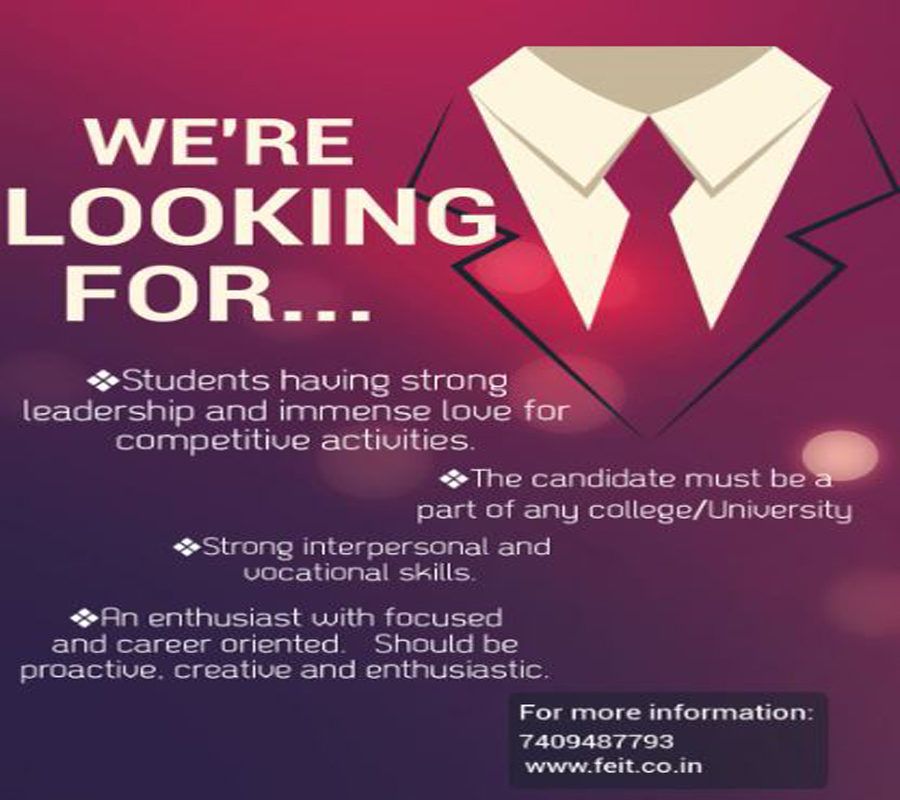 WE'RE
LOOKING
FOR...
❖Students having strong
leadership and immense love for
competitive activities.
❖The candidate must be a
part of any college/University
❖Strong interpersonal and
vocational skills.
❖An enthusiast with focused
and career oriented. Should be
proactive, creative and enthusiastic.
For more information:
7409487793
www.feit.co.in